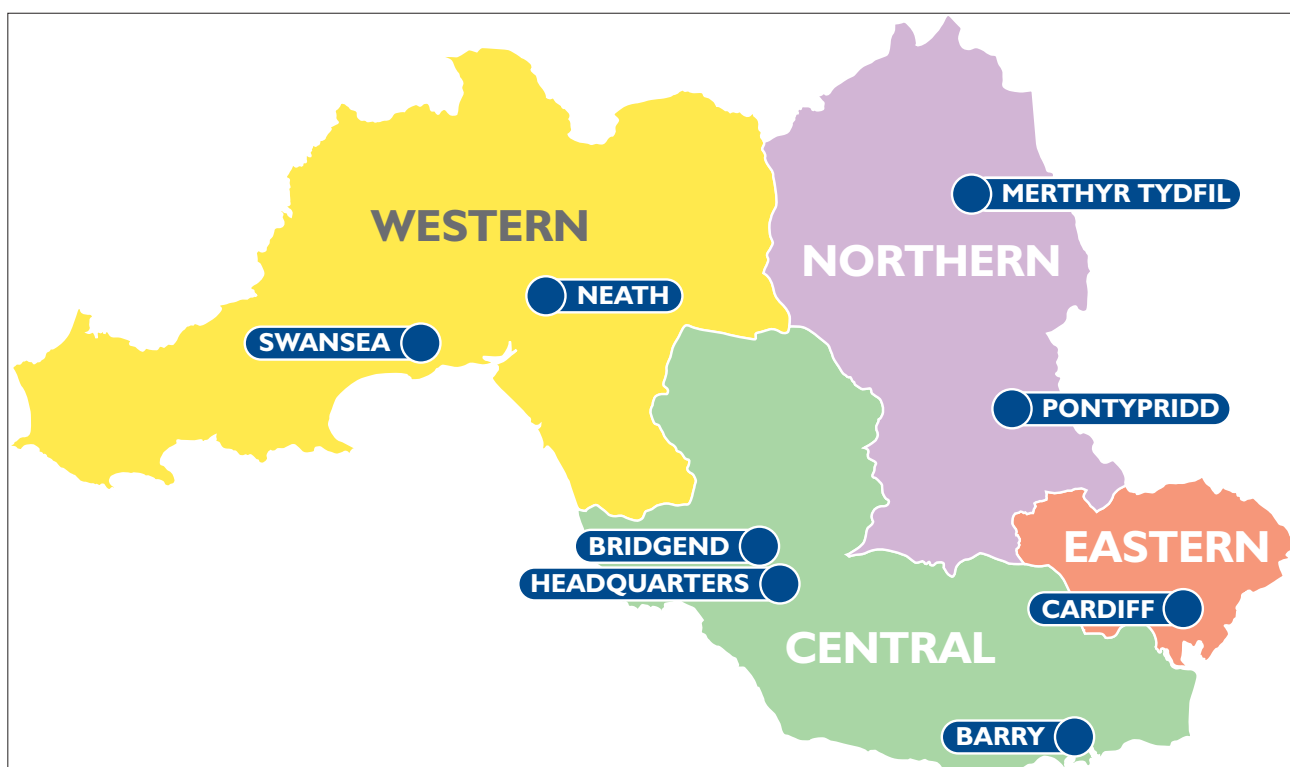 MERTHYR TYDFIL
WESTERN
NORTHERN
NEATH
SWANSEA
PONTYPRIDD
BRIDGEND
EASTERN
HEADQUARTERS
CARDIFF
CENTRAL
BARRY